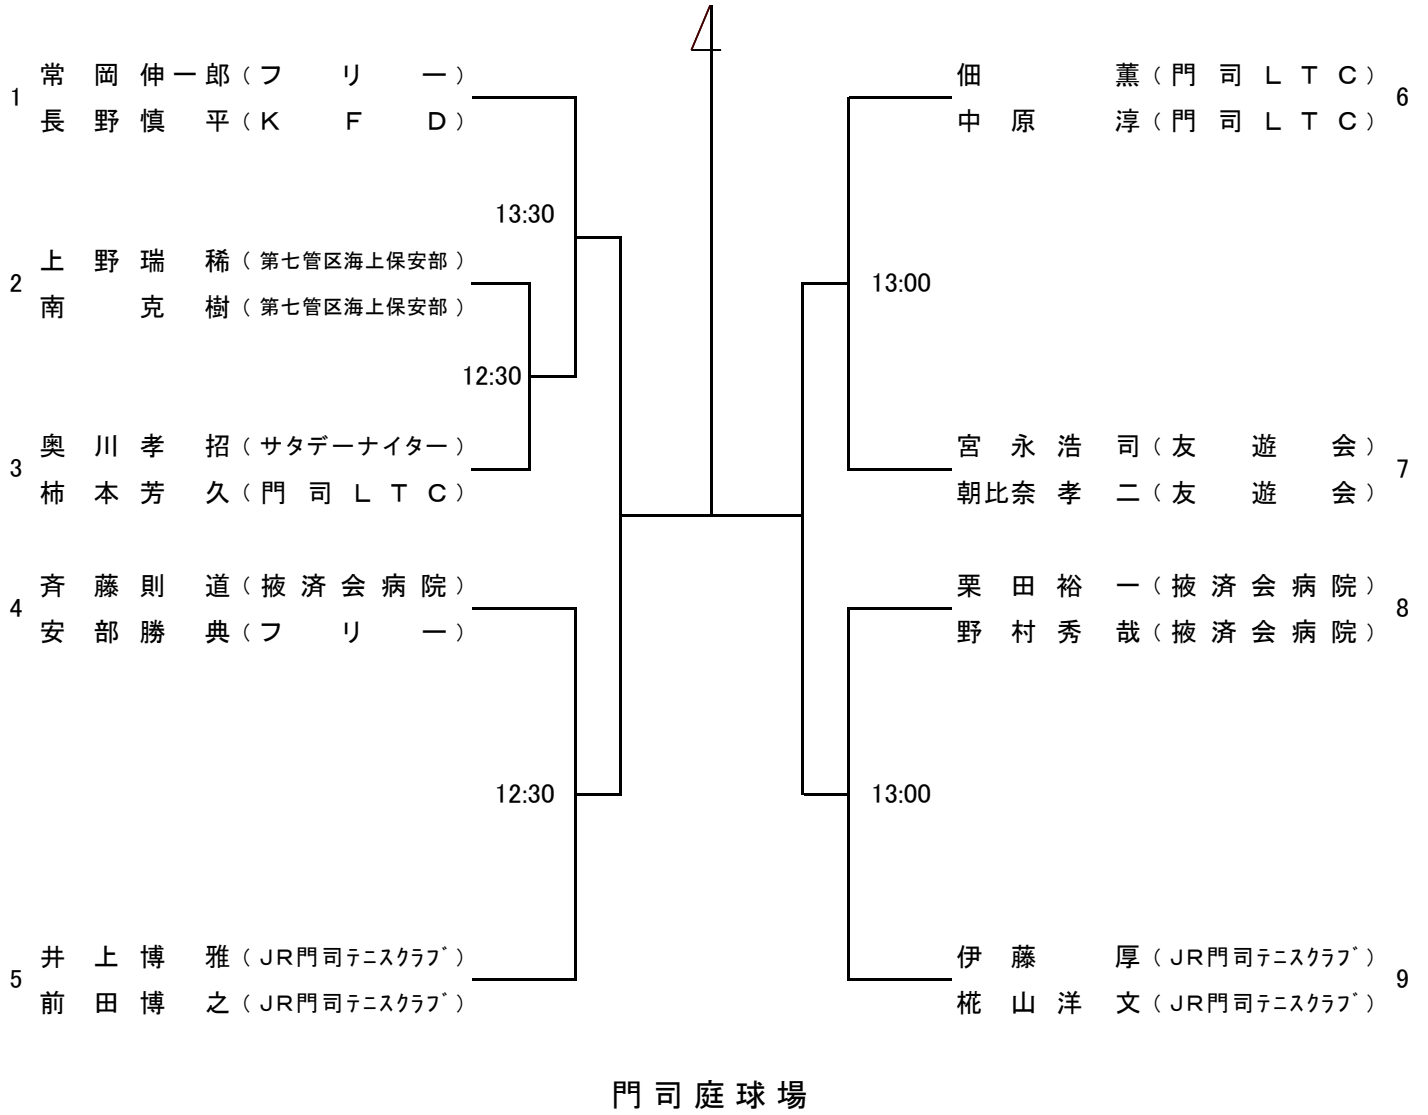 1
常岡伸一郎（フリー）
長野慎平（ＫＦＤ）
13:30
2
上野瑞稀（第七管区海上保安部）
南克樹（第七管区海上保安部）
12:30
3
奥川孝招（サタデーナイター）
柿本芳久（門司ＬＴＣ）
4
斉藤則道（掖済会病院）
安部勝典（フリー）
12:30
5
井上博雅（ＪＲ門司ﾃﾆｽｸﾗﾌﾞ）
前田博之（ＪＲ門司ﾃﾆｽｸﾗﾌﾞ）
佃薫（門司ＬＴＣ）
中原淳（門司ＬＴＣ）
6
13:00
宮永浩司（友遊会）
朝比奈孝二（友遊会）
7
栗田裕一（掖済会病院）
野村秀哉（掖済会病院）
8
13:00
伊藤厚（ＪＲ門司ﾃﾆｽｸﾗﾌﾞ）
椛山洋文（ＪＲ門司ﾃﾆｽｸﾗﾌﾞ）
9
門司庭球場